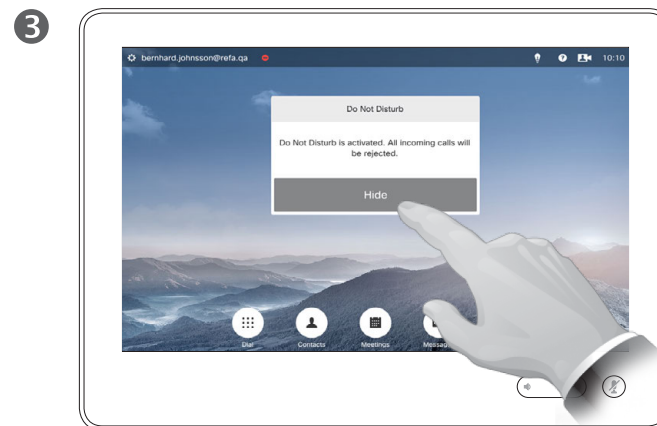 3
bernhard.johnsson@refa.qa
10:10
Do Not Disturb
Do Not Disturb is activated. All incoming calls will
be rejected.
Hide
Dial Contacts Meetings